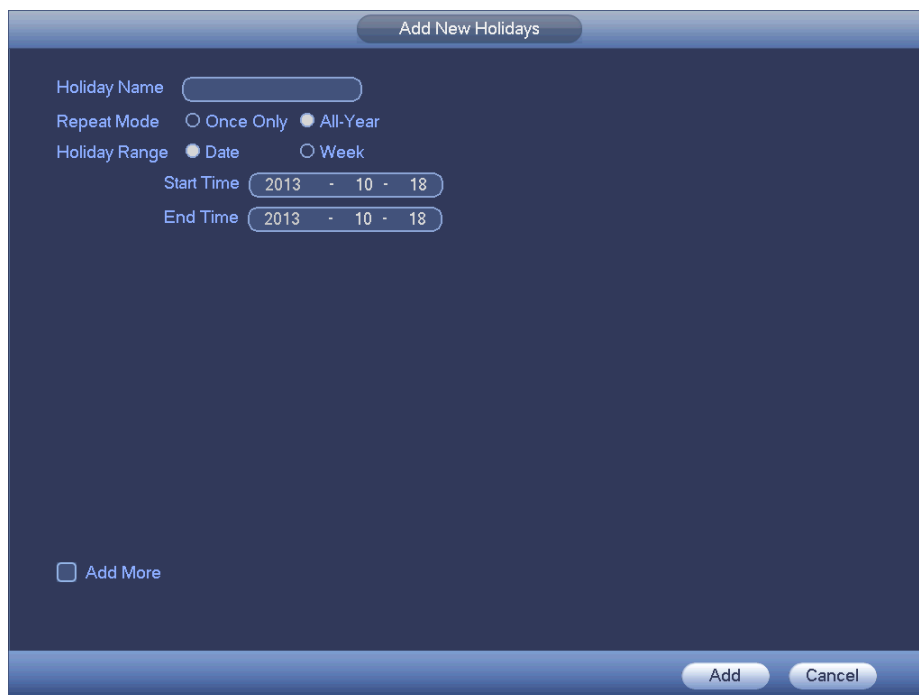 Add New Holidays
Holiday Name
Repeat Mode Once Only All-Year
Holiday Range Date Week
Start Time 2013 - 10 - 18
End Time 2013 - 10 - 18
Add More
Add Cancel